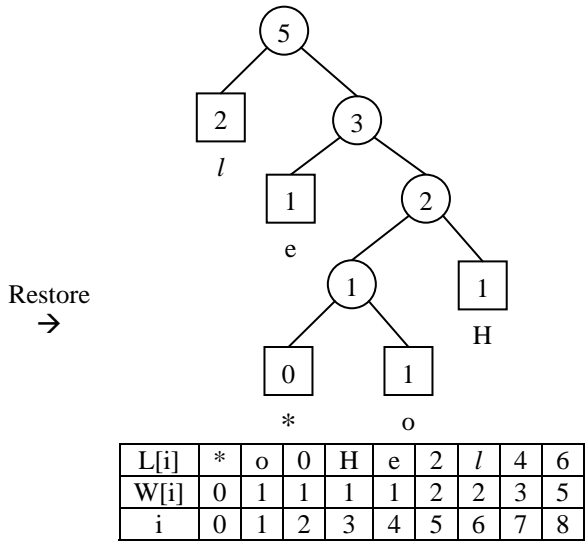 5
2 3
l
1 2
e
Restore
→
1 1
H
0 1
* o
L[i] * o 0 H e 2 l 4 6
W[i] 0 1 1 1 1 2 2 3 5
i 0 1 2 3 4 5 6 7 8